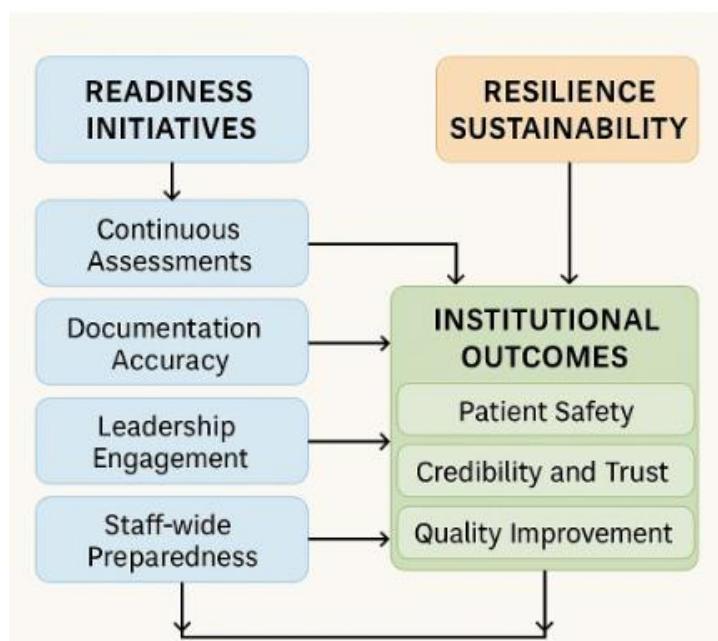 READINESS
INITIATIVES
RESILIENCE
SUSTAINABILITY
Continuous
Assessments
Documentation
Accuracy
Leadership
Engagement
Staff-wide
Preparedness
INSTITUTIONAL
OUTCOMES
Patient Safety
Credibility and Trust
Quality Improvement